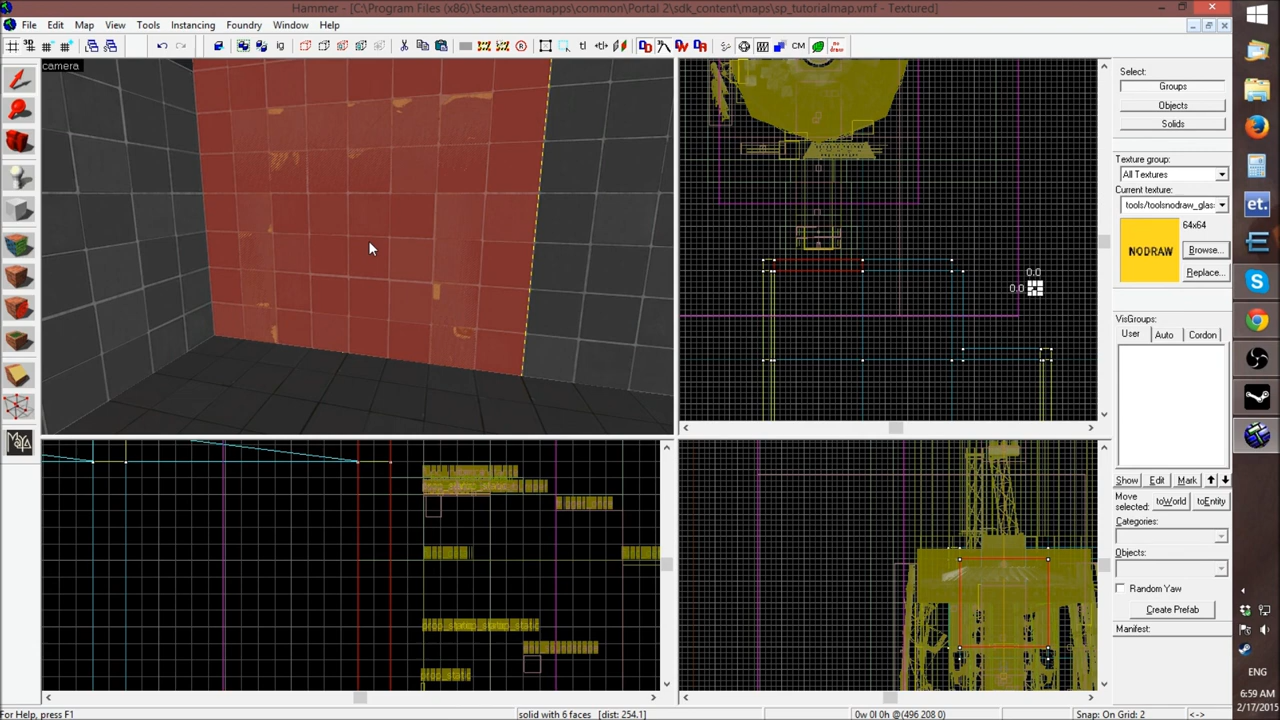 Hammer - [C:\Program Files (x86)\Steam\steamapps\common\Portal 2\sdk_content\maps\sp_tutorialmap.vmf - Textured]
File Edit Map View Tools Instancing Foundry Window Help
CM
camera
Select:
Groups
Objects
Solids
Texture group:
All Textures
Current texture:
tools/toolsnodraw_glas
64x64
NODRAW
Browse...
Replace...
0.0
0.0
VisGroups:
User Auto Cordon
Show Edit Mark
Move selected:
toWorld toEntity
Categories:
Objects:
Random Yaw
Create Prefab
Manifest:
et.
ENG
6:59 AM
2/17/2015
For Help, press F1
solid with 6 faces [dist: 254.1]
0w 0l 0h @(496 208 0)
Snap: On Grid: 2
<->